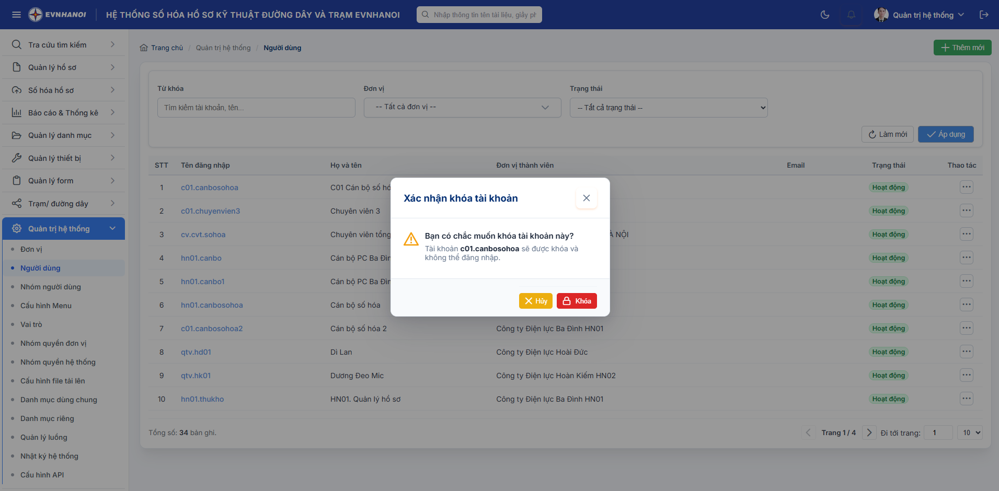 EVNHANOI
HỆ THỐNG SỐ HÓA HỒ SƠ KỸ THUẬT ĐƯỜNG DÂY VÀ TRẠM EVNHANOI
Nhập thông tin tên tài liệu, giấy ph
Quản trị hệ thống
Tra cứu tìm kiếm
Quản lý hồ sơ
Số hóa hồ sơ
Báo cáo & Thống kê
Quản lý danh mục
Quản lý thiết bị
Quản lý form
Trạm/ đường dây
Quản trị hệ thống
Đơn vị
Người dùng
Nhóm người dùng
Cấu hình Menu
Vai trò
Nhóm quyền đơn vị
Nhóm quyền hệ thống
Cấu hình file tải lên
Danh mục dùng chung
Danh mục riêng
Quản lý luồng
Nhật ký hệ thống
Cấu hình API
Trang chủ / Quản trị hệ thống / Người dùng
Thêm mới
Từ khóa
Tìm kiếm tài khoản, tên...
Đơn vị
-- Tất cả đơn vị --
Trạng thái
-- Tất cả trạng thái --
Làm mới
Áp dụng
STT Tên đăng nhập Họ và tên Đơn vị thành viên Email Trạng thái Thao tác
1 c01.canbosohoa C01 Cán bộ số hó Hoạt động
2 c01.chuyenvien3 Chuyên viên 3 Hoạt động
3 cv.cvt.sohoa Chuyên viên tổng À NỘI Hoạt động
4 hn01.canbo Cán bộ PC Ba Đìn Hoạt động
5 hn01.canbo1 Cán bộ PC Ba Đìn Hoạt động
6 hn01.canbosohoa Cán bộ số hóa Hoạt động
7 c01.canbosohoa2 Cán bộ số hóa 2 Công ty Điện lực Ba Đình HN01 Hoạt động
8 qtv.hd01 Dì Lan Công ty Điện lực Hoài Đức Hoạt động
9 qtv.hk01 Dương Đeo Mic Công ty Điện lực Hoàn Kiếm HN02 Hoạt động
10 hn01.thukho HN01. Quản lý hồ sơ Công ty Điện lực Ba Đình HN01 Hoạt động
Tổng số: 34 bản ghi.
Trang 1 / 4
Đi tới trang: 1
10
Xác nhận khóa tài khoản
Bạn có chắc muốn khóa tài khoản này?
Tài khoản c01.canbosohoa sẽ được khóa và
không thể đăng nhập.
Hủy
Khóa